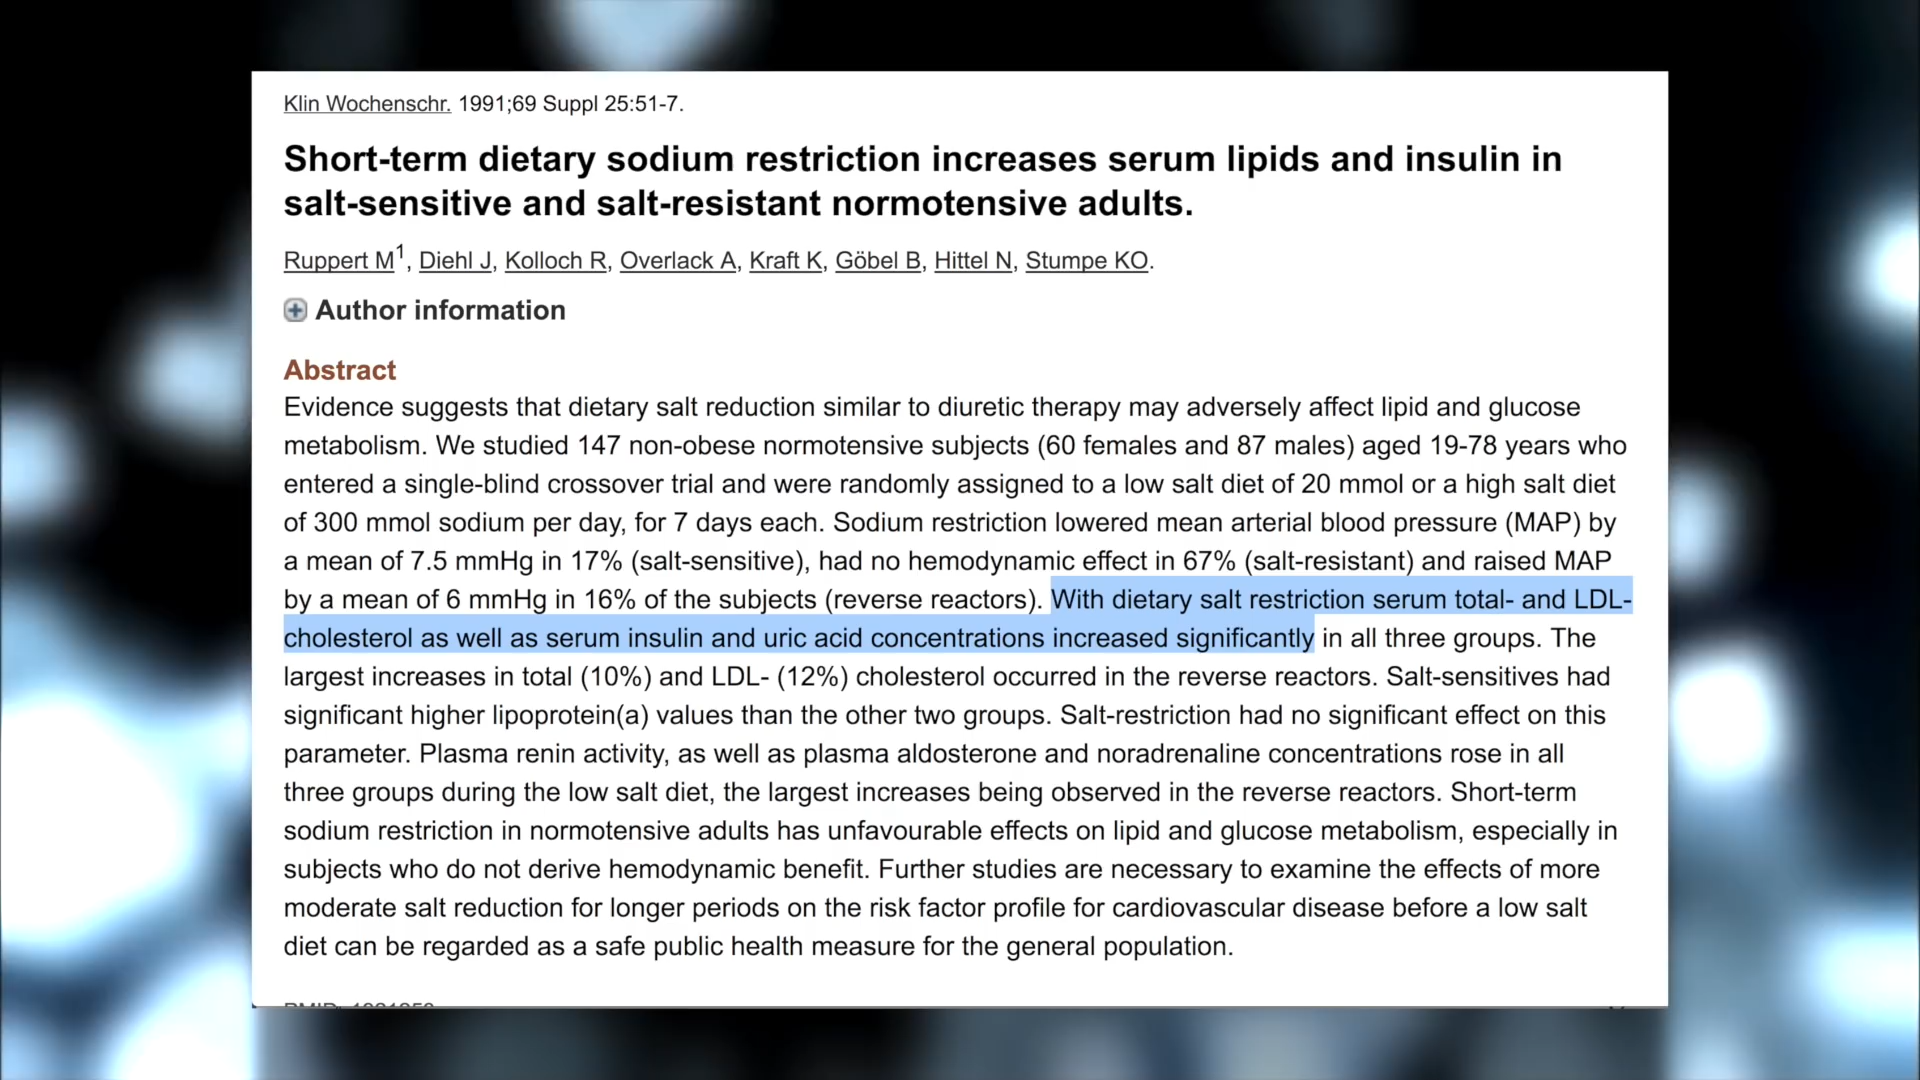 Klin Wochenschr. 1991;69 Suppl 25:51-7.
Short-term dietary sodium restriction increases serum lipids and insulin in
salt-sensitive and salt-resistant normotensive adults.
Ruppert M1, Diehl J, Kolloch R, Overlack A, Kraft K, Göbel B, Hittel N, Stumpe KO.
Author information
Abstract
Evidence suggests that dietary salt reduction similar to diuretic therapy may adversely affect lipid and glucose
metabolism. We studied 147 non-obese normotensive subjects (60 females and 87 males) aged 19-78 years who
entered a single-blind crossover trial and were randomly assigned to a low salt diet of 20 mmol or a high salt diet
of 300 mmol sodium per day, for 7 days each. Sodium restriction lowered mean arterial blood pressure (MAP) by
a mean of 7.5 mmHg in 17% (salt-sensitive), had no hemodynamic effect in 67% (salt-resistant) and raised MAP
by a mean of 6 mmHg in 16% of the subjects (reverse reactors). With dietary salt restriction serum total- and LDL-
cholesterol as well as serum insulin and uric acid concentrations increased significantly in all three groups. The
largest increases in total (10%) and LDL- (12%) cholesterol occurred in the reverse reactors. Salt-sensitives had
significant higher lipoprotein(a) values than the other two groups. Salt-restriction had no significant effect on this
parameter. Plasma renin activity, as well as plasma aldosterone and noradrenaline concentrations rose in all
three groups during the low salt diet, the largest increases being observed in the reverse reactors. Short-term
sodium restriction in normotensive adults has unfavourable effects on lipid and glucose metabolism, especially in
subjects who do not derive hemodynamic benefit. Further studies are necessary to examine the effects of more
moderate salt reduction for longer periods on the risk factor profile for cardiovascular disease before a low salt
diet can be regarded as a safe public health measure for the general population.